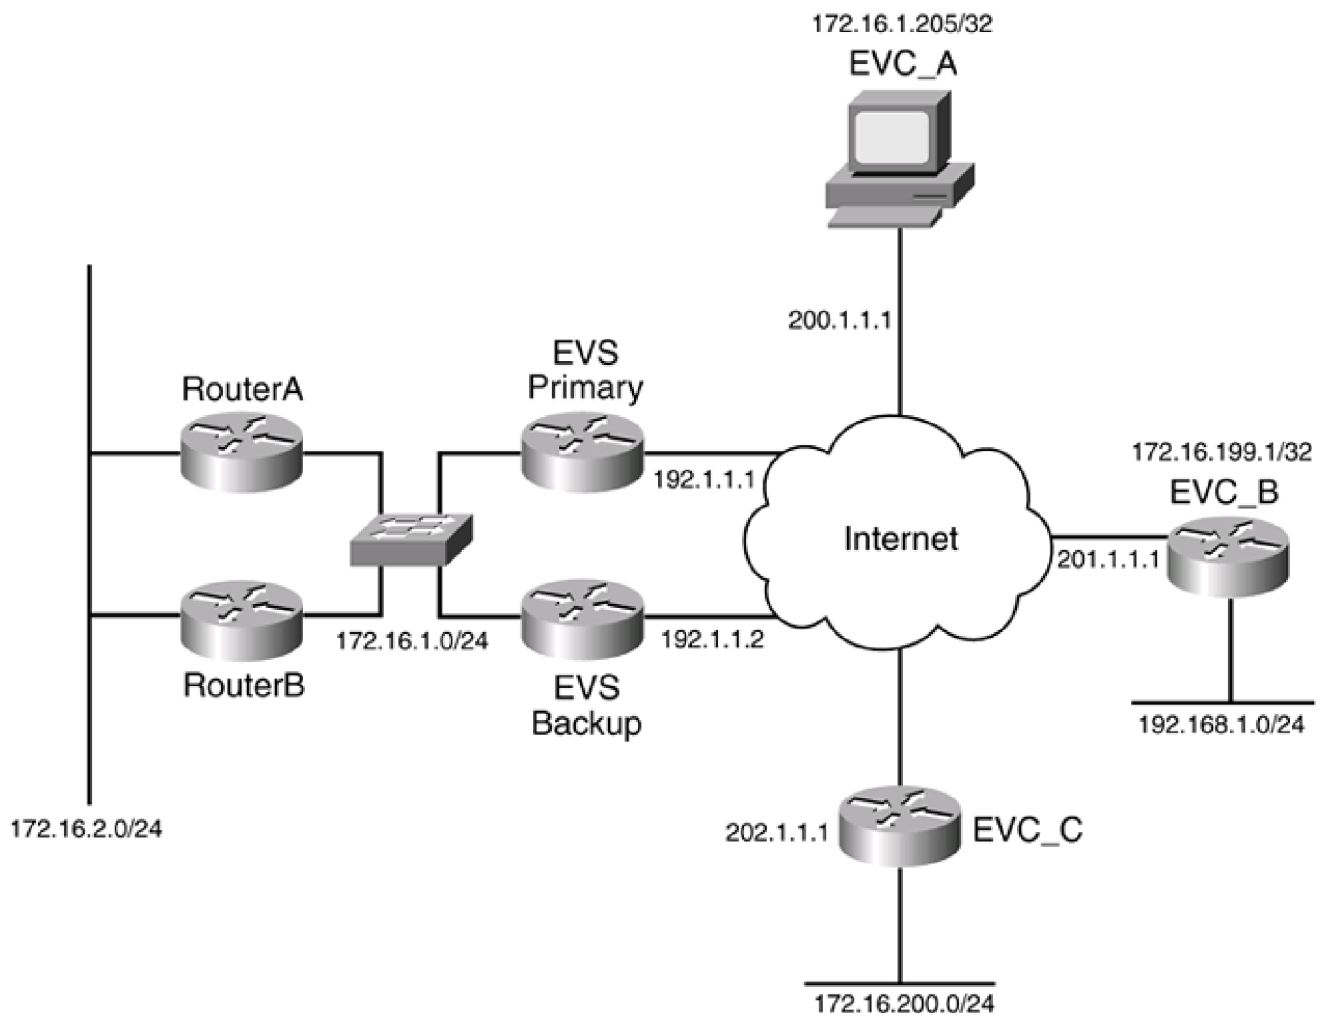 172.16.1.205/32
EVC_A
200.1.1.1
EVS
Primary
RouterA
192.1.1.1
172.16.199.1/32
EVC_B
Internet
201.1.1.1
172.16.1.0/24
192.1.1.2
RouterB
EVS
Backup
192.168.1.0/24
172.16.2.0/24
202.1.1.1
EVC_C
172.16.200.0/24